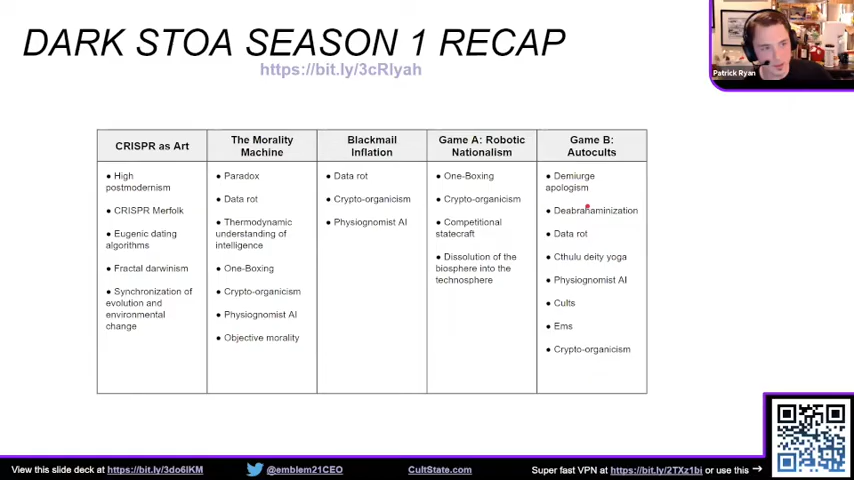 DARK STOA SEASON 1 RECAP
https://bit.ly/3cRlyah
Patrick Ryan
CRISPR as Art
● High
postmodernism
● CRISPR Merfolk
● Eugenic dating
algorithms
● Fractal darwinism
● Synchronization of
evolution and
environmental
change
The Morality
Machine
● Paradox
● Data rot
● Thermodynamic
understanding of
intelligence
● One-Boxing
● Crypto-organicism
● Physiognomist AI
● Objective morality
Blackmail
Inflation
● Data rot
● Crypto-organicism
● Physiognomist AI
Game A: Robotic
Nationalism
● One-Boxing
● Crypto-organicism
● Competitional
statecraft
● Dissolution of the
biosphere into the
technosphere
Game B:
Autocults
● Demiurge
apologism
● Deabrahaminization
● Data rot
● Cthulu deity yoga
● Physiognomist AI
● Cults
● Ems
● Crypto-organicism
View this slide deck at https://bit.ly/3do6IKM
@emblem21CEO
CultState.com
Super fast VPN at https://bit.ly/2TXz1bi or use this →